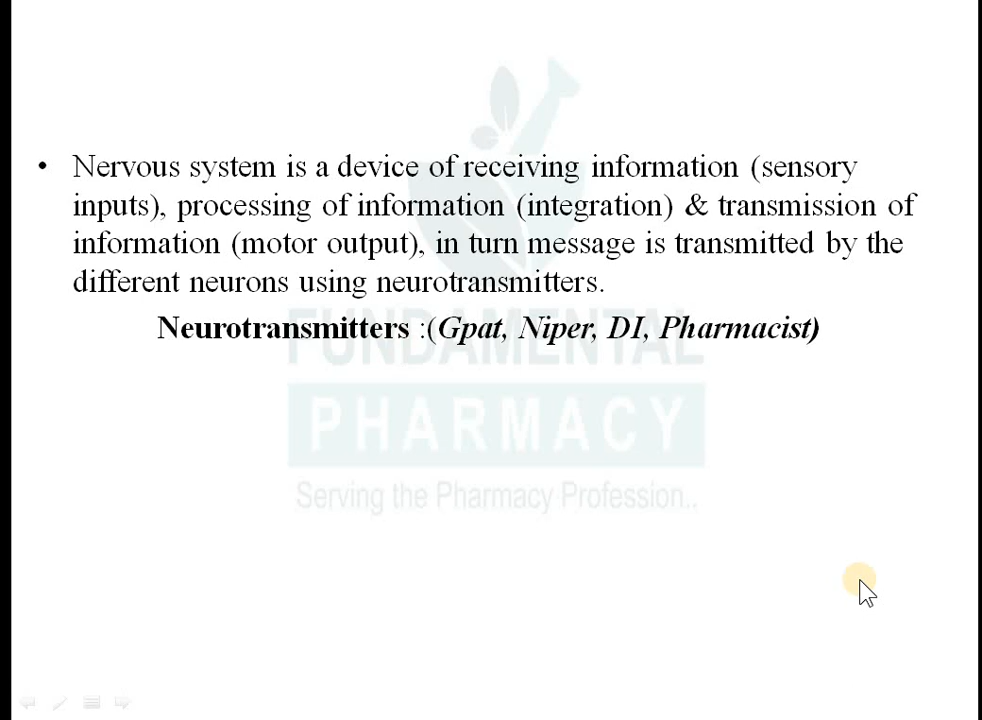 • Nervous system is a device of receiving information (sensory
inputs), processing of information (integration) & transmission of
information (motor output), in turn message is transmitted by the
different neurons using neurotransmitters.
Neurotransmitters :(Gpat, Niper, DI, Pharmacist)
FUNDAMENTAL
PHARMACY
Serving the Pharmacy Profession..